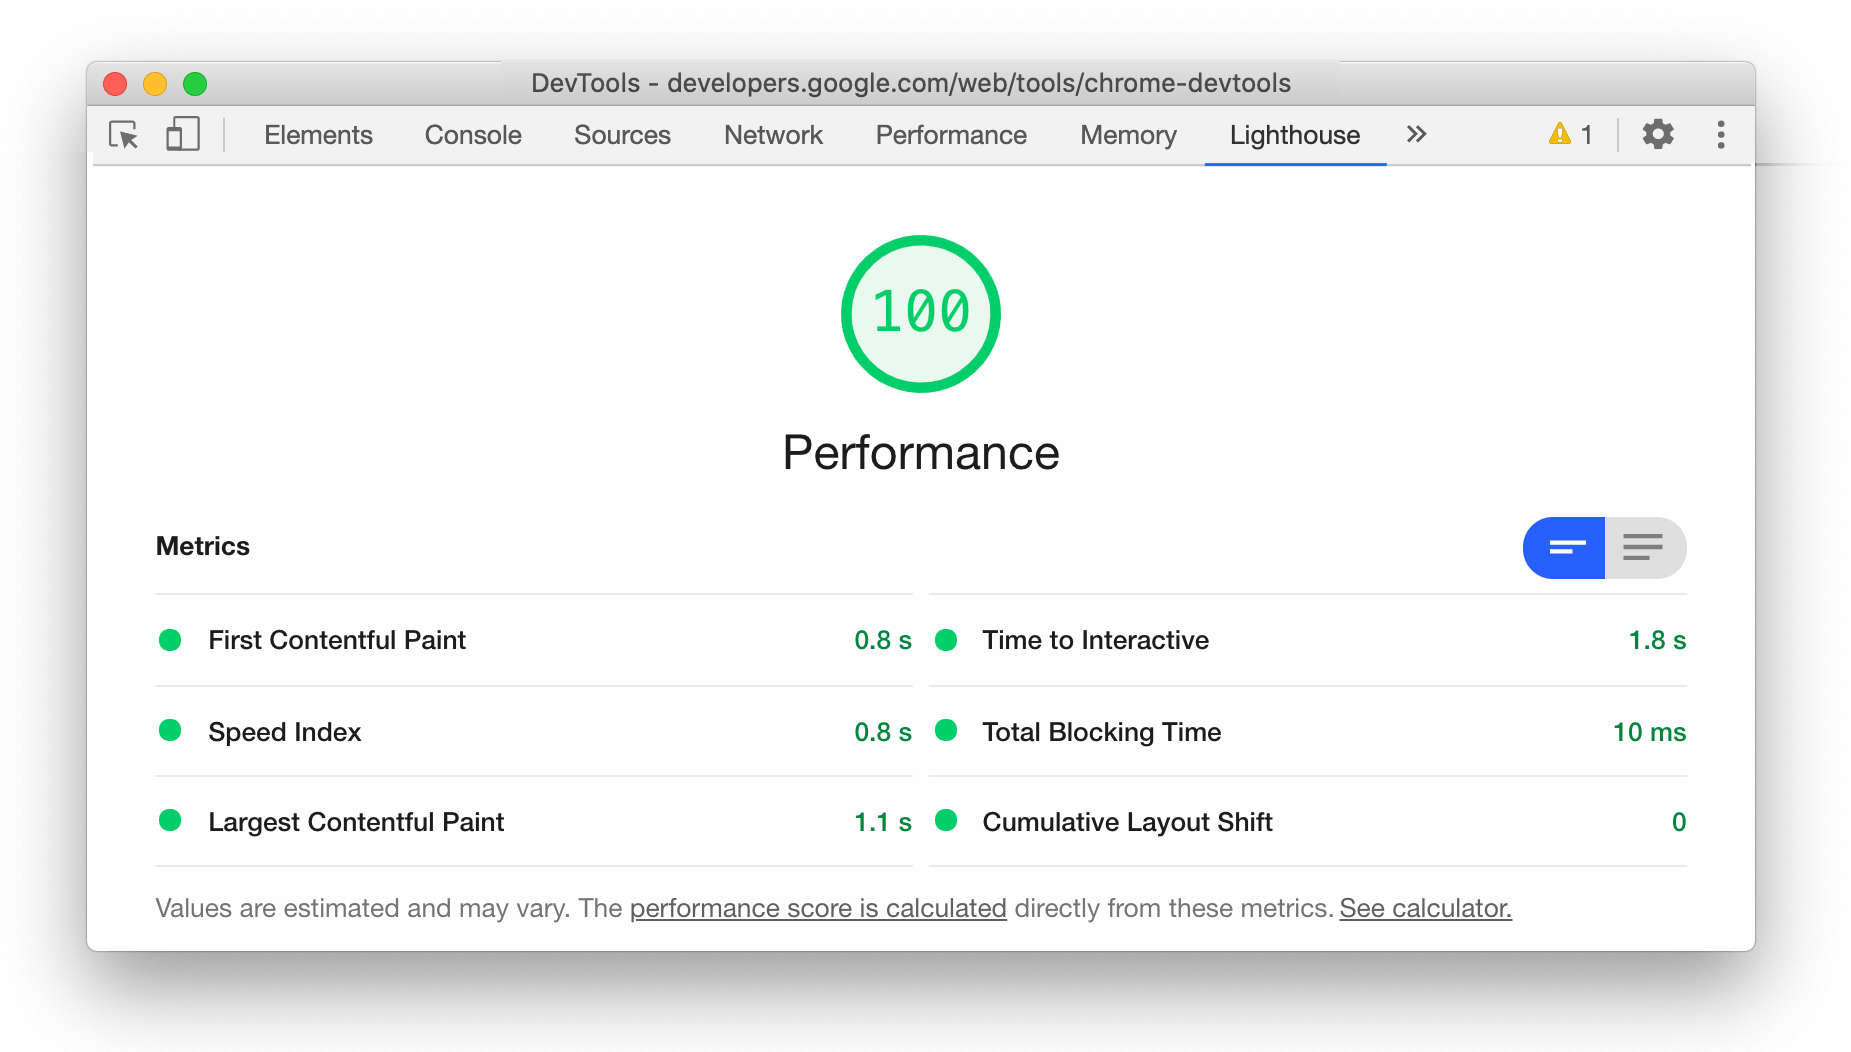 DevTools - developers.google.com/web/tools/chrome-devtools
Elements Console Sources Network Performance Memory Lighthouse » 1
100
Performance
Metrics
First Contentful Paint 0.8 s
Time to Interactive 1.8 s
Speed Index 0.8 s
Total Blocking Time 10 ms
Largest Contentful Paint 1.1 s
Cumulative Layout Shift 0
Values are estimated and may vary. The performance score is calculated directly from these metrics. See calculator.